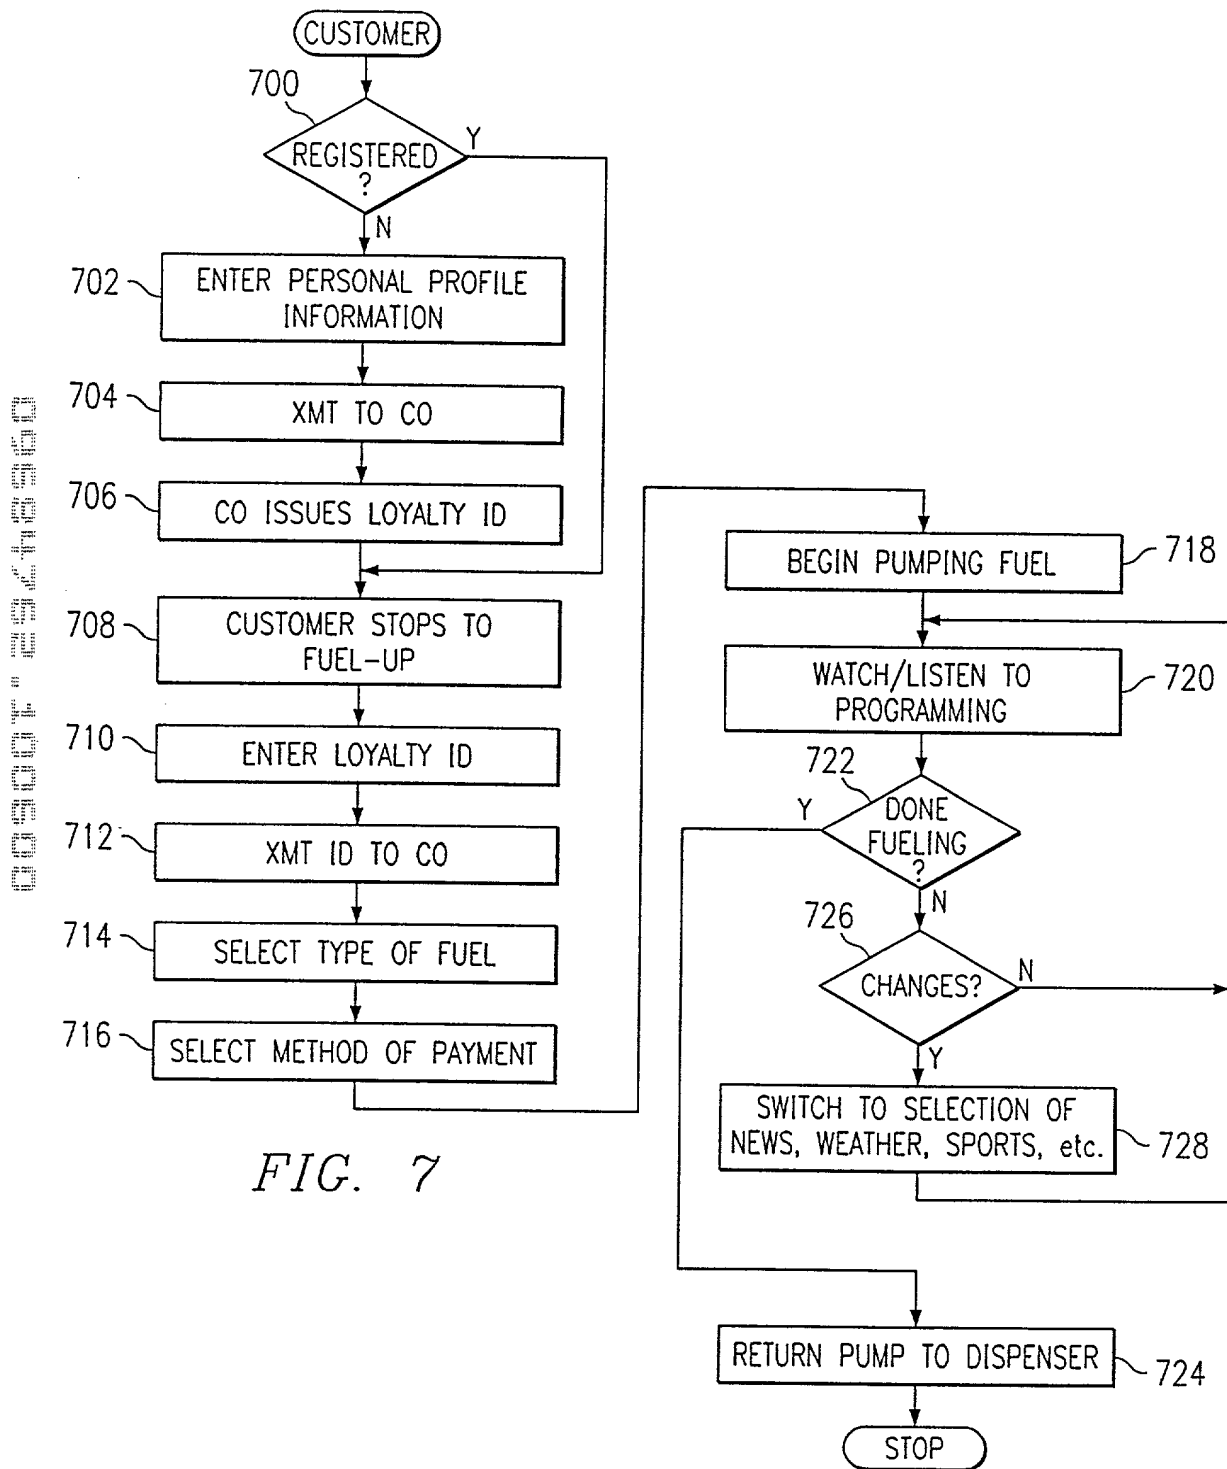 CUSTOMER
700
REGISTERED
?
Y
N
702
ENTER PERSONAL PROFILE
INFORMATION
704
XMT TO CO
706
CO ISSUES LOYALTY ID
708
CUSTOMER STOPS TO
FUEL-UP
710
ENTER LOYALTY ID
712
XMT ID TO CO
714
SELECT TYPE OF FUEL
716
SELECT METHOD OF PAYMENT
BEGIN PUMPING FUEL
718
WATCH/LISTEN TO
PROGRAMMING
720
722
DONE
FUELING
?
Y
N
726
CHANGES?
N
Y
SWITCH TO SELECTION OF
NEWS, WEATHER, SPORTS, etc.
728
RETURN PUMP TO DISPENSER
724
STOP
FIG. 7